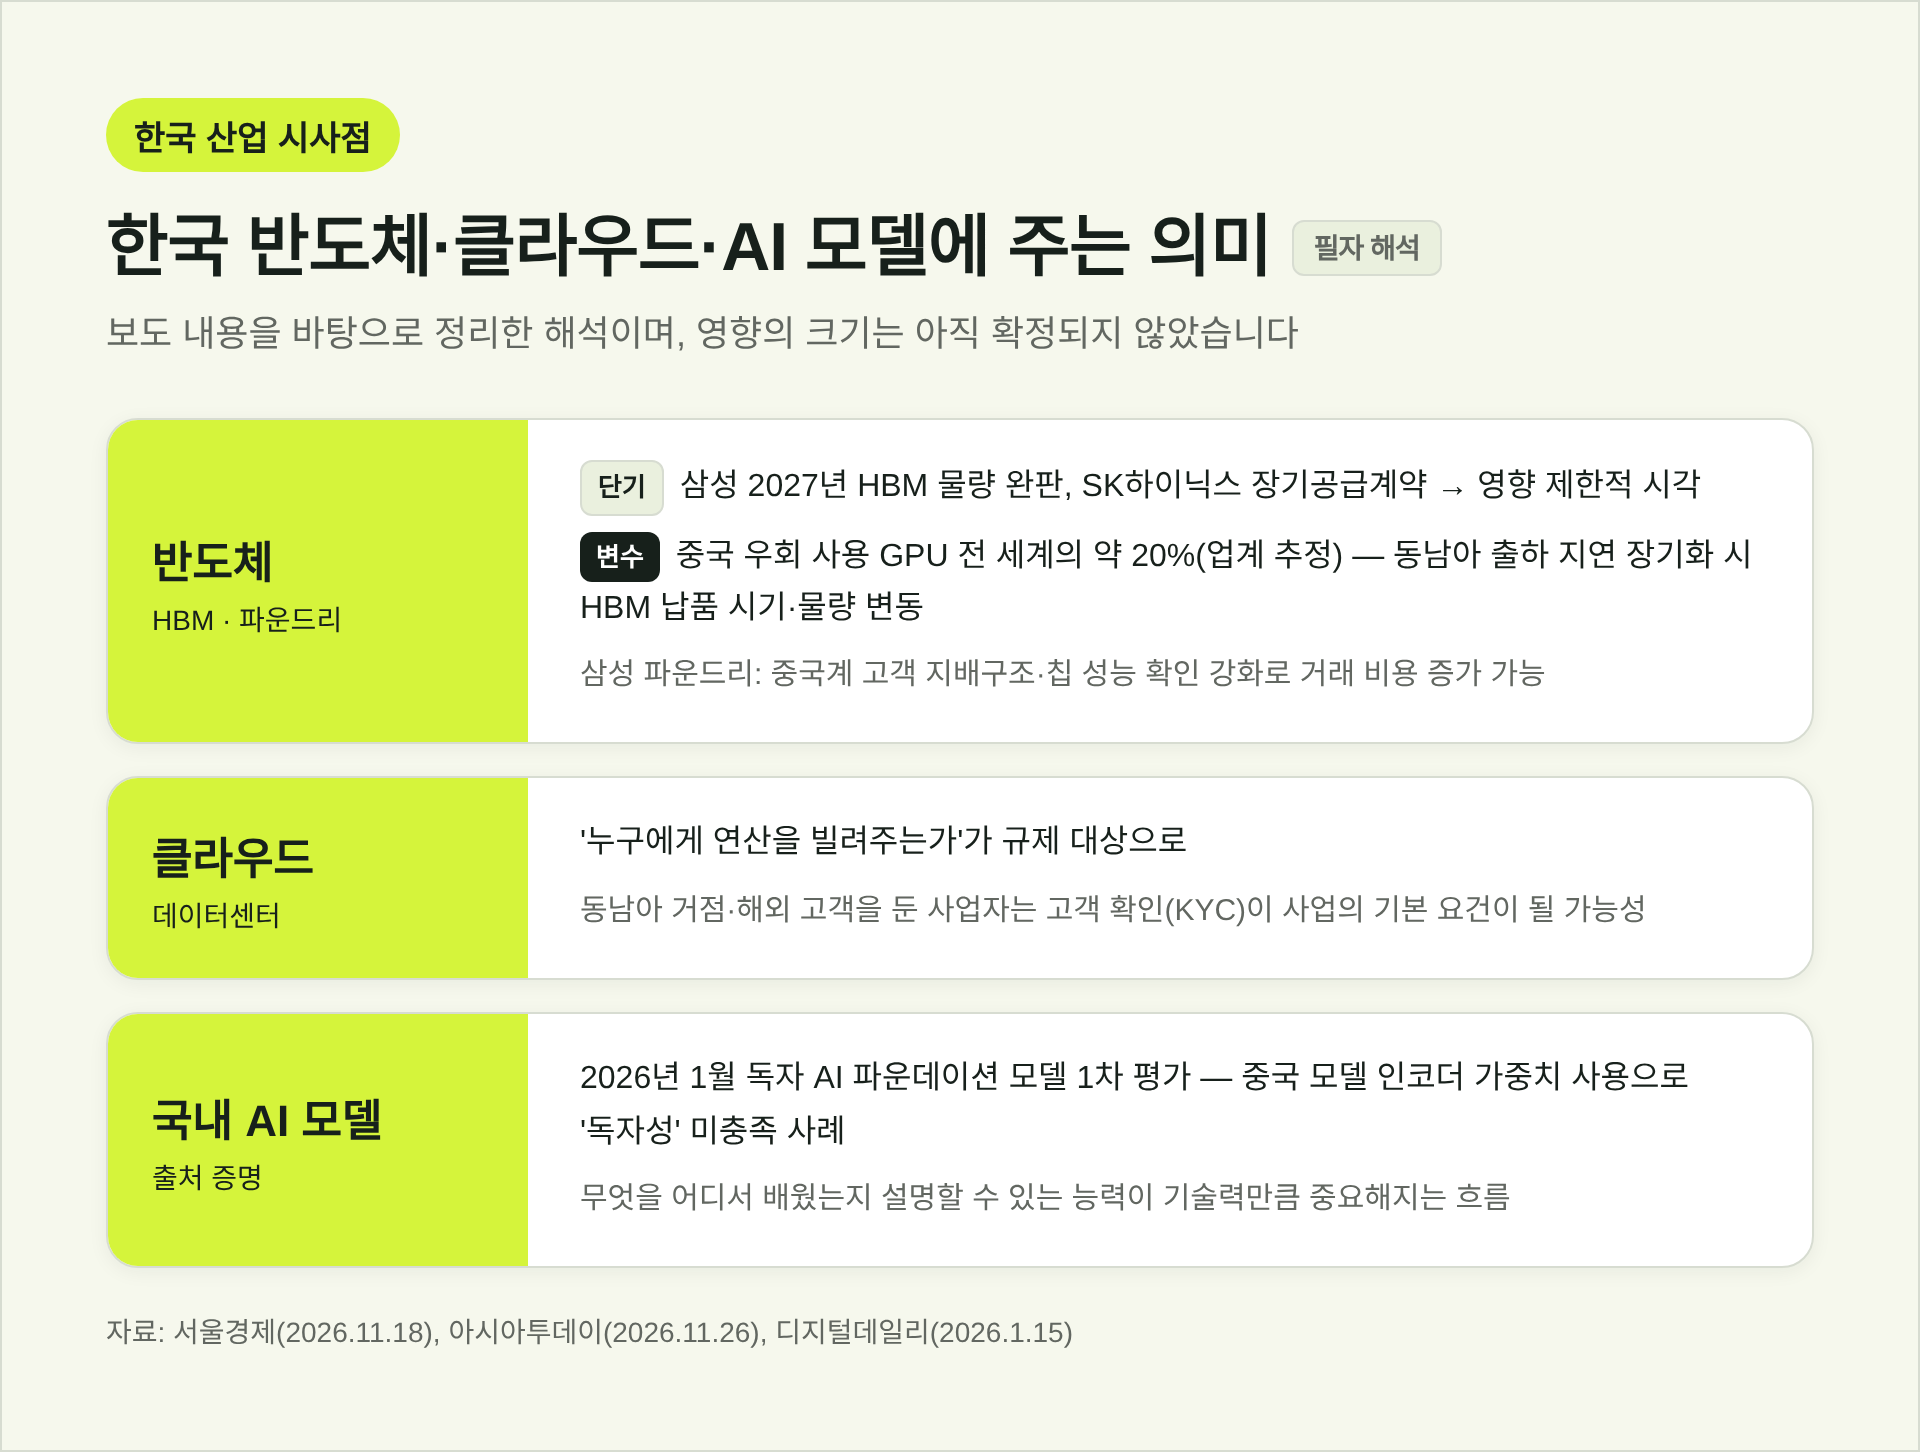 한국 산업 시사점
한국 반도체·클라우드·AI 모델에 주는 의미 필자 해석
보도 내용을 바탕으로 정리한 해석이며, 영향의 크기는 아직 확정되지 않았습니다
반도체
HBM · 파운드리
단기 삼성 2027년 HBM 물량 완판, SK하이닉스 장기공급계약 → 영향 제한적 시각
변수 중국 우회 사용 GPU 전 세계의 약 20%(업계 추정) — 동남아 출하 지연 장기화 시
HBM 납품 시기·물량 변동
삼성 파운드리: 중국계 고객 지배구조·칩 성능 확인 강화로 거래 비용 증가 가능
클라우드
데이터센터
'누구에게 연산을 빌려주는가'가 규제 대상으로
동남아 거점·해외 고객을 둔 사업자는 고객 확인(KYC)이 사업의 기본 요건이 될 가능성
국내 AI 모델
출처 증명
2026년 1월 독자 AI 파운데이션 모델 1차 평가 — 중국 모델 인코더 가중치 사용으로
'독자성' 미충족 사례
무엇을 어디서 배웠는지 설명할 수 있는 능력이 기술력만큼 중요해지는 흐름
자료: 서울경제(2026.11.18), 아시아투데이(2026.11.26), 디지털데일리(2026.1.15)